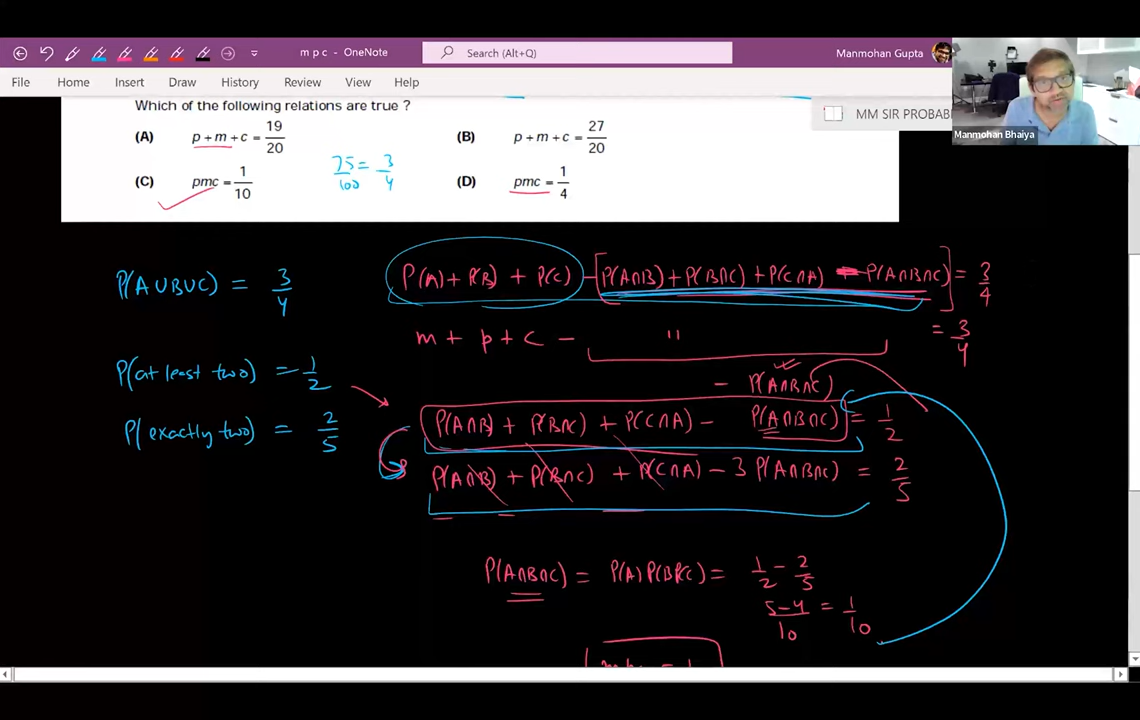 m p c - OneNote
Search (Alt+Q)
Manmohan Gupta
File Home Insert Draw History Review View Help
MM SIR PROBAB
Manmohan Bhaiya
Which of the following relations are true ?
(A) p + m + c = 19/20
(B) p + m + c = 27/20
(C) pmc = 1/10
75/100 = 3/4
(D) pmc = 1/4
P(A∪B∪C) = 3/4
P(A) + P(B) + P(C) - [P(A∩B) + P(B∩C) + P(C∩A) - P(A∩B∩C)] = 3/4
m + p + c - " = 3/4
P(at least two) = 1/2
- P(A∩B∩C)
P(A∩B) + P(B∩C) + P(C∩A) - P(A∩B∩C) = 1/2
P(exactly two) = 2/5
P(A∩B) + P(B∩C) + P(C∩A) - 3 P(A∩B∩C) = 2/5
P(A∩B∩C) = P(A) P(B) P(C) = 1/2 - 2/5
5-4/10 = 1/10